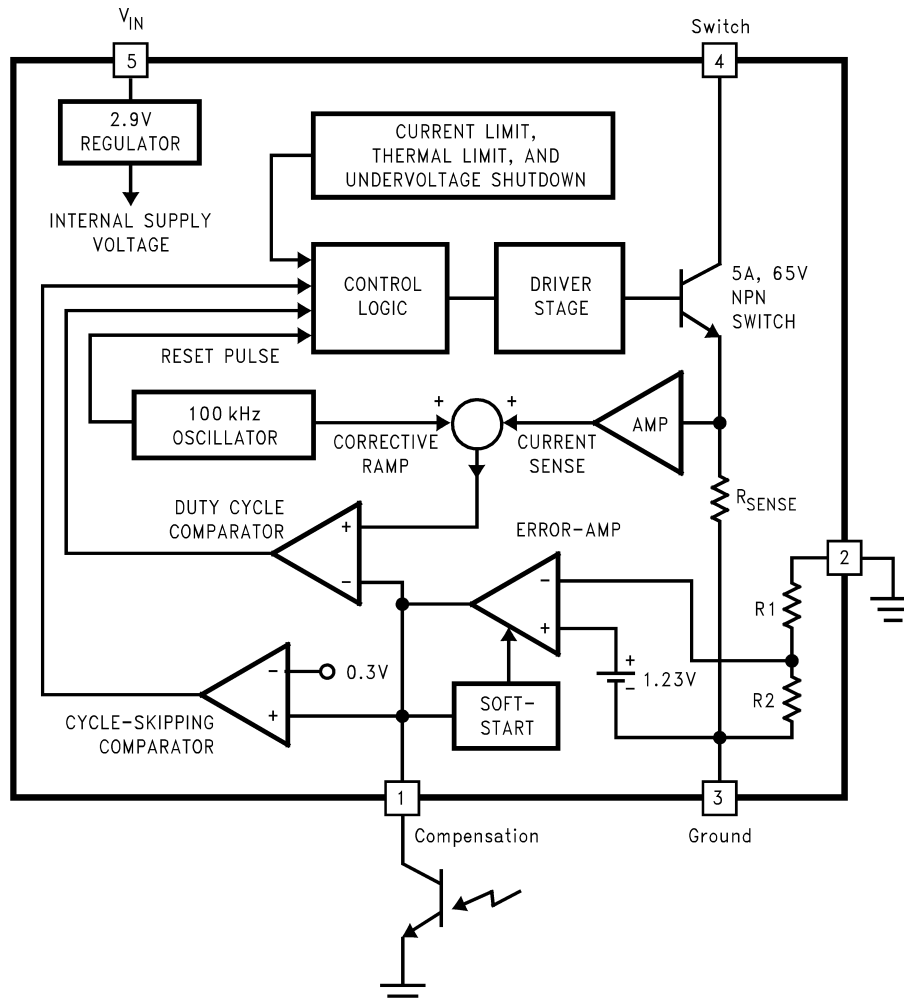 VIN
Switch
5
4
2.9V
REGULATOR
CURRENT LIMIT,
THERMAL LIMIT, AND
UNDERVOLTAGE SHUTDOWN
INTERNAL SUPPLY
VOLTAGE
CONTROL
LOGIC
DRIVER
STAGE
5A, 65V
NPN
SWITCH
RESET PULSE
100 kHz
OSCILLATOR
+
+
AMP
CORRECTIVE
RAMP
CURRENT
SENSE
RSENSE
DUTY CYCLE
COMPARATOR
+
−
ERROR-AMP
−
+
2
R1
+
1.23V
−
R2
−
0.3V
+
CYCLE-SKIPPING
COMPARATOR
SOFT-
START
1
3
Compensation
Ground